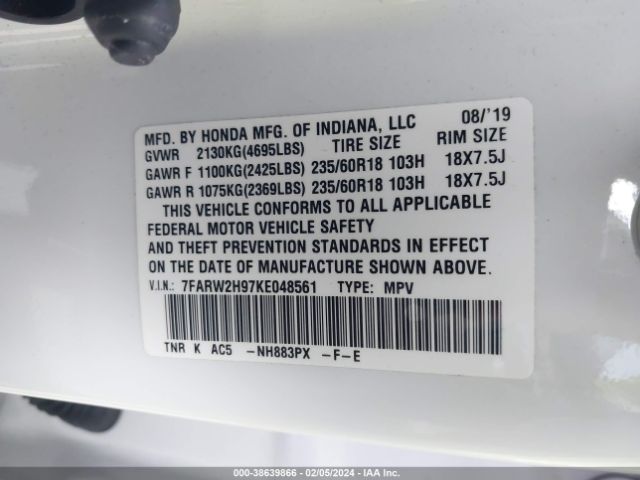 MFD. BY HONDA MFG. OF INDIANA, LLC 08/'19
GVWR 2130KG(4695LBS) TIRE SIZE RIM SIZE
GAWR F 1100KG(2425LBS) 235/60R18 103H 18X7.5J
GAWR R 1075KG(2369LBS) 235/60R18 103H 18X7.5J
THIS VEHICLE CONFORMS TO ALL APPLICABLE
FEDERAL MOTOR VEHICLE SAFETY
AND THEFT PREVENTION STANDARDS IN EFFECT
ON THE DATE OF MANUFACTURE SHOWN ABOVE.
V.I.N.: 7FARW2H97KE048561 TYPE: MPV
TNR K AC5 -NH883PX -F-E
000-38639866 - 02/05/2024 - IAA Inc.